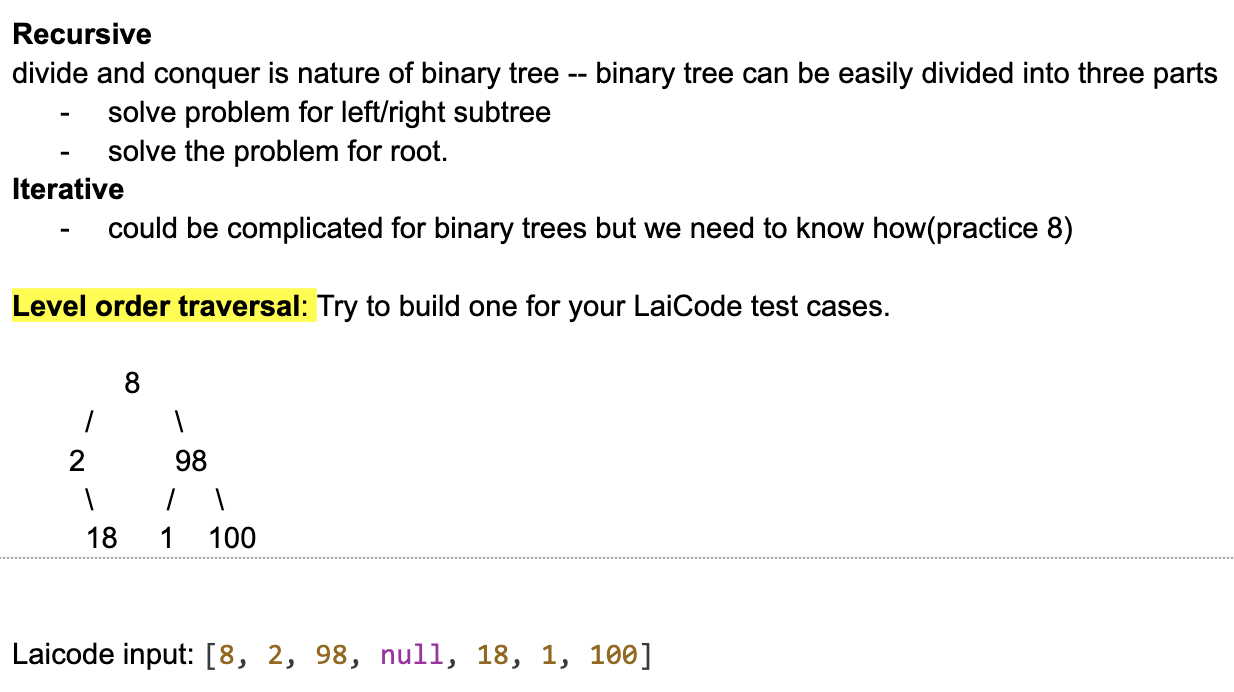 Recursive
divide and conquer is nature of binary tree -- binary tree can be easily divided into three parts
- solve problem for left/right subtree
- solve the problem for root.
Iterative
- could be complicated for binary trees but we need to know how(practice 8)
Level order traversal: Try to build one for your LaiCode test cases.
8
/ \
2 98
\ / \
18 1 100
Laicode input: [8, 2, 98, null, 18, 1, 100]